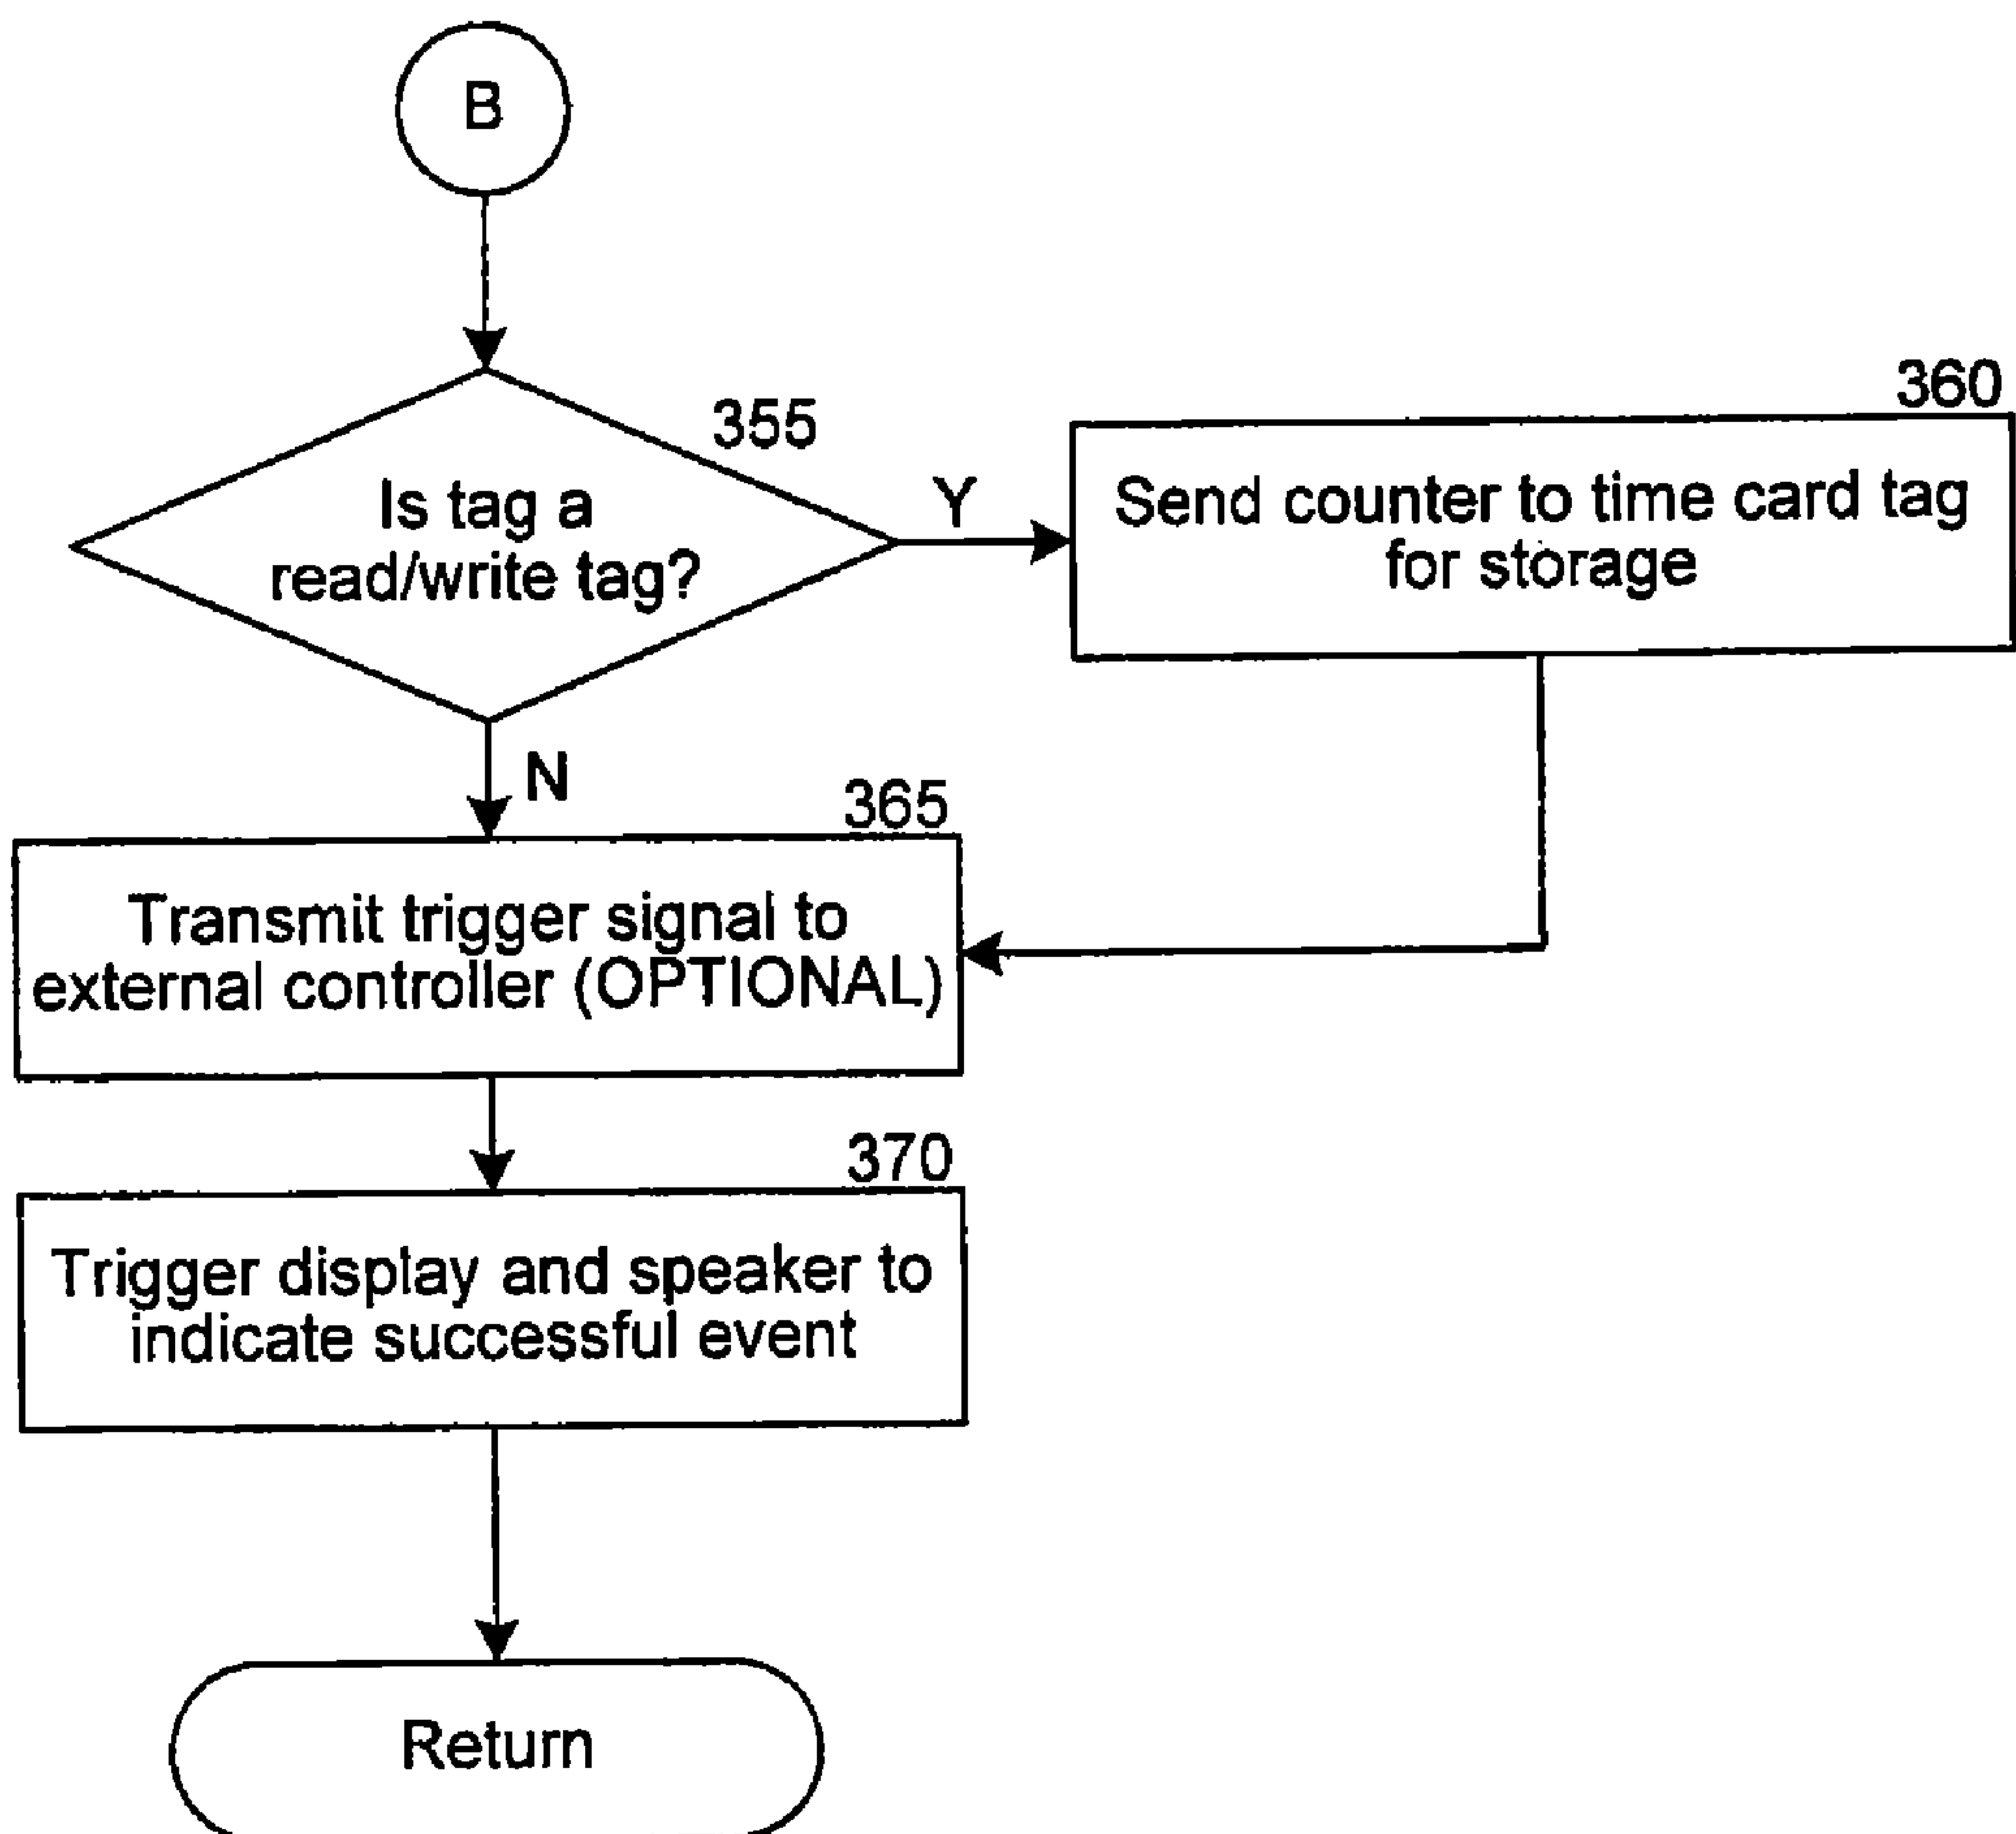 B
355
Is tag a
read/write tag?
Y
360
Send counter to time card tag
for storage
N
365
Transmit trigger signal to
external controller (OPTIONAL)
370
Trigger display and speaker to
indicate successful event
Return